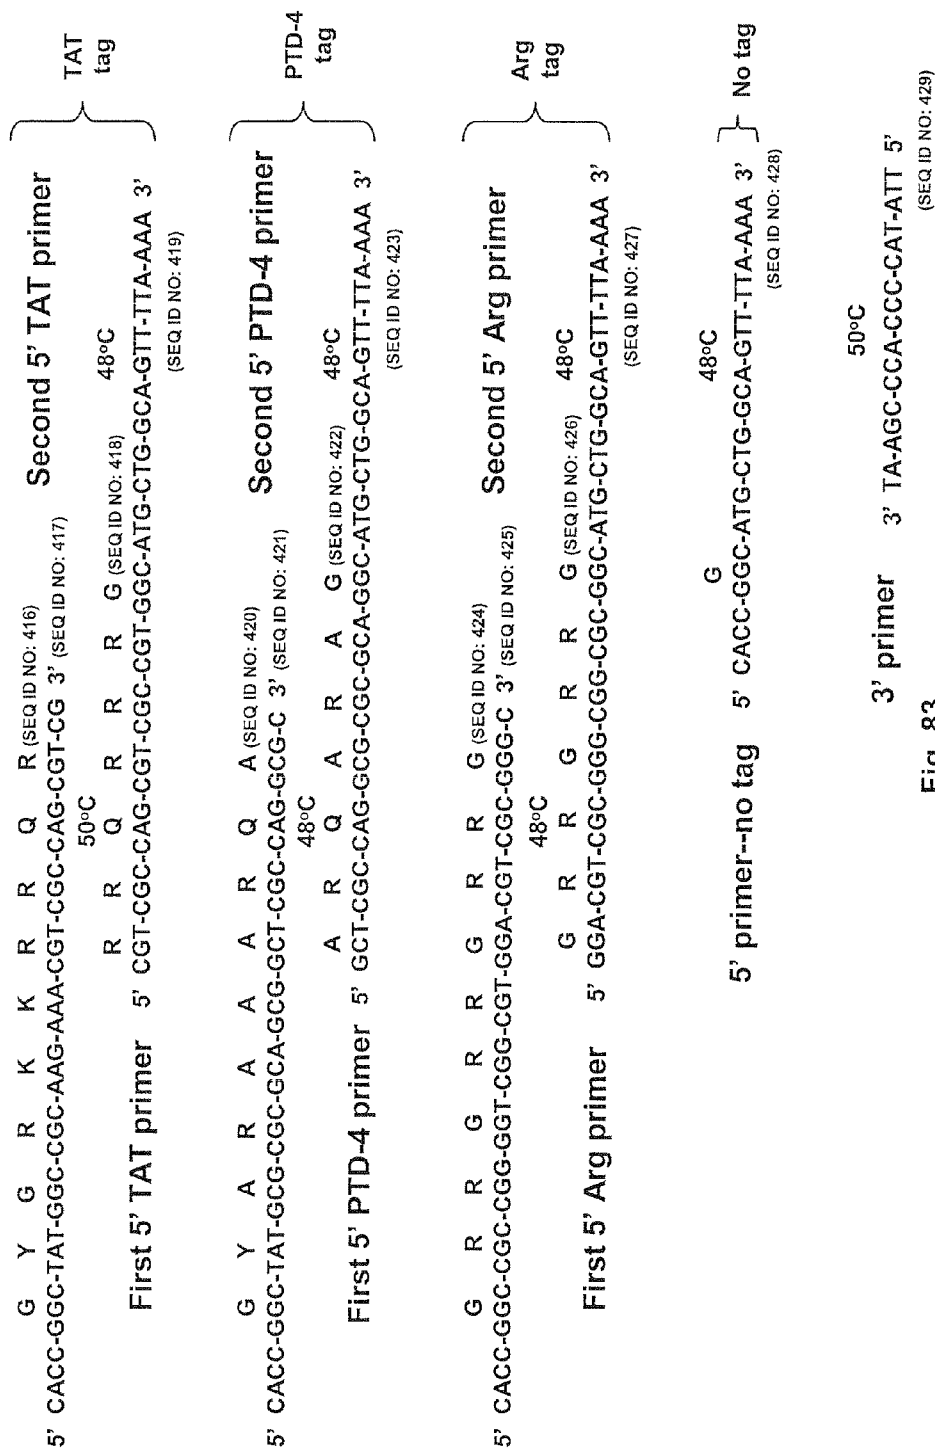 G Y G R K K R R Q R (SEQ ID NO: 416)
5' CACC-GGC-TAT-GGC-CGC-AAG-AAA-CGT-CGC-CAG-CGT-CG 3' (SEQ ID NO: 417)
Second 5' TAT primer
50°C
R R Q R R R G (SEQ ID NO: 418)
48°C
First 5' TAT primer 5' CGT-CGC-CAG-CGT-CGC-CGT-GGC-ATG-CTG-GCA-GTT-TTA-AAA 3'
(SEQ ID NO: 419)
TAT
tag
G Y A R A A A R Q A (SEQ ID NO: 420)
5' CACC-GGC-TAT-GCG-CGC-GCA-GCG-GCT-CGC-CAG-GCG-C 3' (SEQ ID NO: 421)
Second 5' PTD-4 primer
48°C
A R Q A R A G (SEQ ID NO: 422)
48°C
First 5' PTD-4 primer 5' GCT-CGC-CAG-GCG-CGC-GCA-GGC-ATG-CTG-GCA-GTT-TTA-AAA 3'
(SEQ ID NO: 423)
PTD-4
tag
G R R G R R G R R G (SEQ ID NO: 424)
5' CACC-GGC-CGC-CGG-GGT-CGG-CGT-GGA-CGT-CGC-GGG-C 3' (SEQ ID NO: 425)
Second 5' Arg primer
48°C
G R R G R R G (SEQ ID NO: 426)
48°C
First 5' Arg primer 5' GGA-CGT-CGC-GGG-CGG-CGC-GGC-ATG-CTG-GCA-GTT-TTA-AAA 3'
(SEQ ID NO: 427)
Arg
tag
G
48°C
5' primer--no tag 5' CACC-GGC-ATG-CTG-GCA-GTT-TTA-AAA 3'
(SEQ ID NO: 428)
No tag
50°C
3' primer 3' TA-AGC-CCA-CCC-CAT-ATT 5'
(SEQ ID NO: 429)
Fig. 83